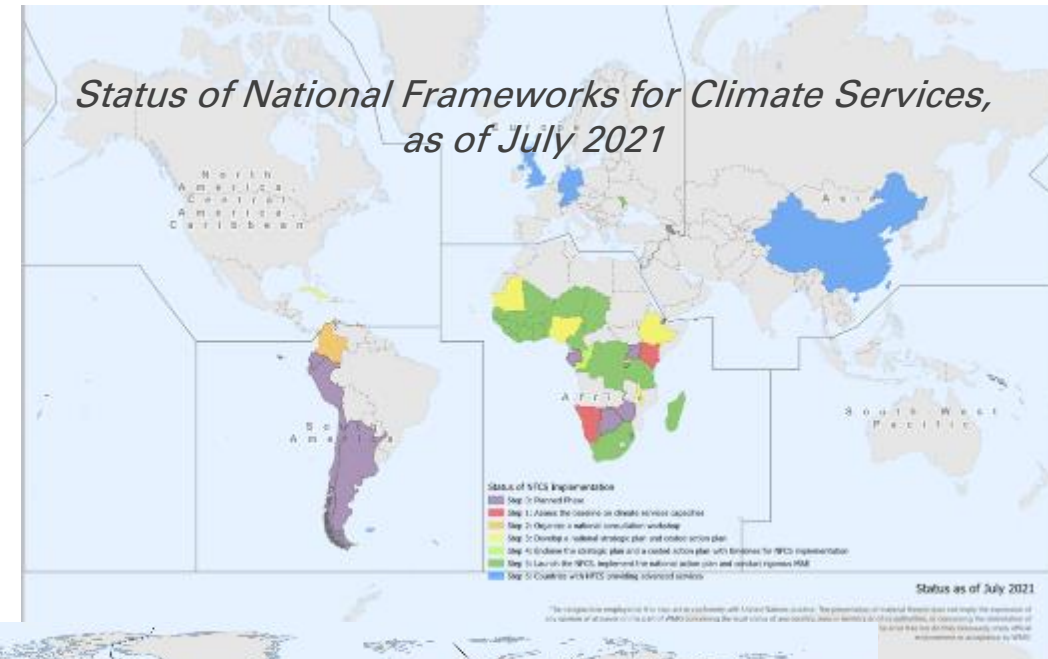 Status of National Frameworks for Climate Services,
as of July 2021
Europe
North
America,
Central
America,
Caribbean
Asia
Africa
South
America
South West
Pacific
Status of NFCS Implementation
Step 0: Planned Phase
Step 1: Assess the baseline on climate services capacities
Step 2: Organize a national consultation workshop
Step 3: Develop a national strategic plan and costed action plan
Step 4: Endorse the strategic plan and a costed action plan with timelines for NFCS implementation
Step 5: Launch the NFCS, implement the national action plan and conduct rigorous M&E
Countries with NFCS providing advanced services
Status as of July 2021